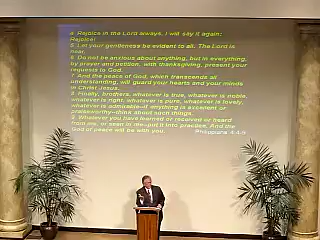 4. Rejoice in the Lord always, I will say it again:
Rejoice!
5. Let your gentleness be evident to all. The Lord is
near.
6. Do not be anxious about anything, but in everything,
by prayer and petition, with thanksgiving, present your
requests to God.
7. And the peace of God, which transcends all
understanding, will guard your hearts and your minds
in Christ Jesus.
8. Finally, brothers, whatever is true, whatever is noble,
whatever is right, whatever is pure, whatever is lovely,
whatever is admirable-if anything is excellent or
praiseworthy-think about such things.
9. Whatever you have learned or received or heard
from me, or seen in me-put it into practice. And the
God of peace will be with you. Philippians 4:4-9